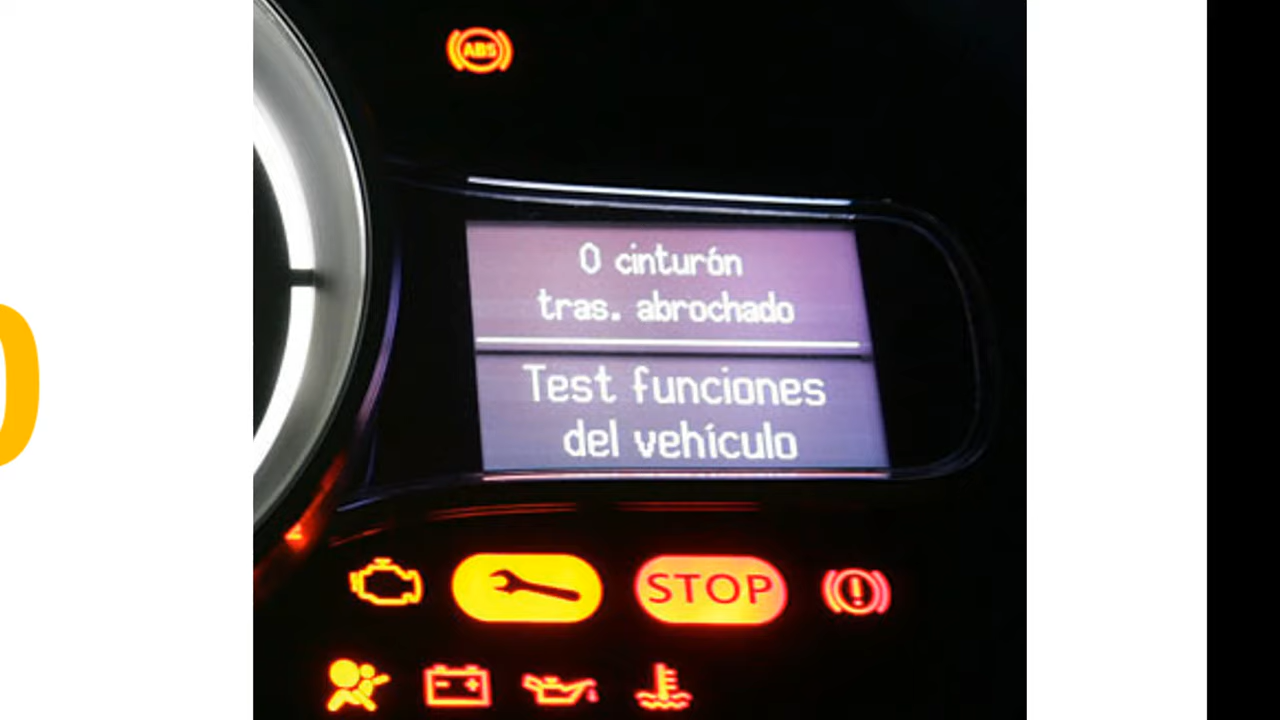 ABS
0 cinturón
tras. abrochado
Test funciones
del vehículo
STOP